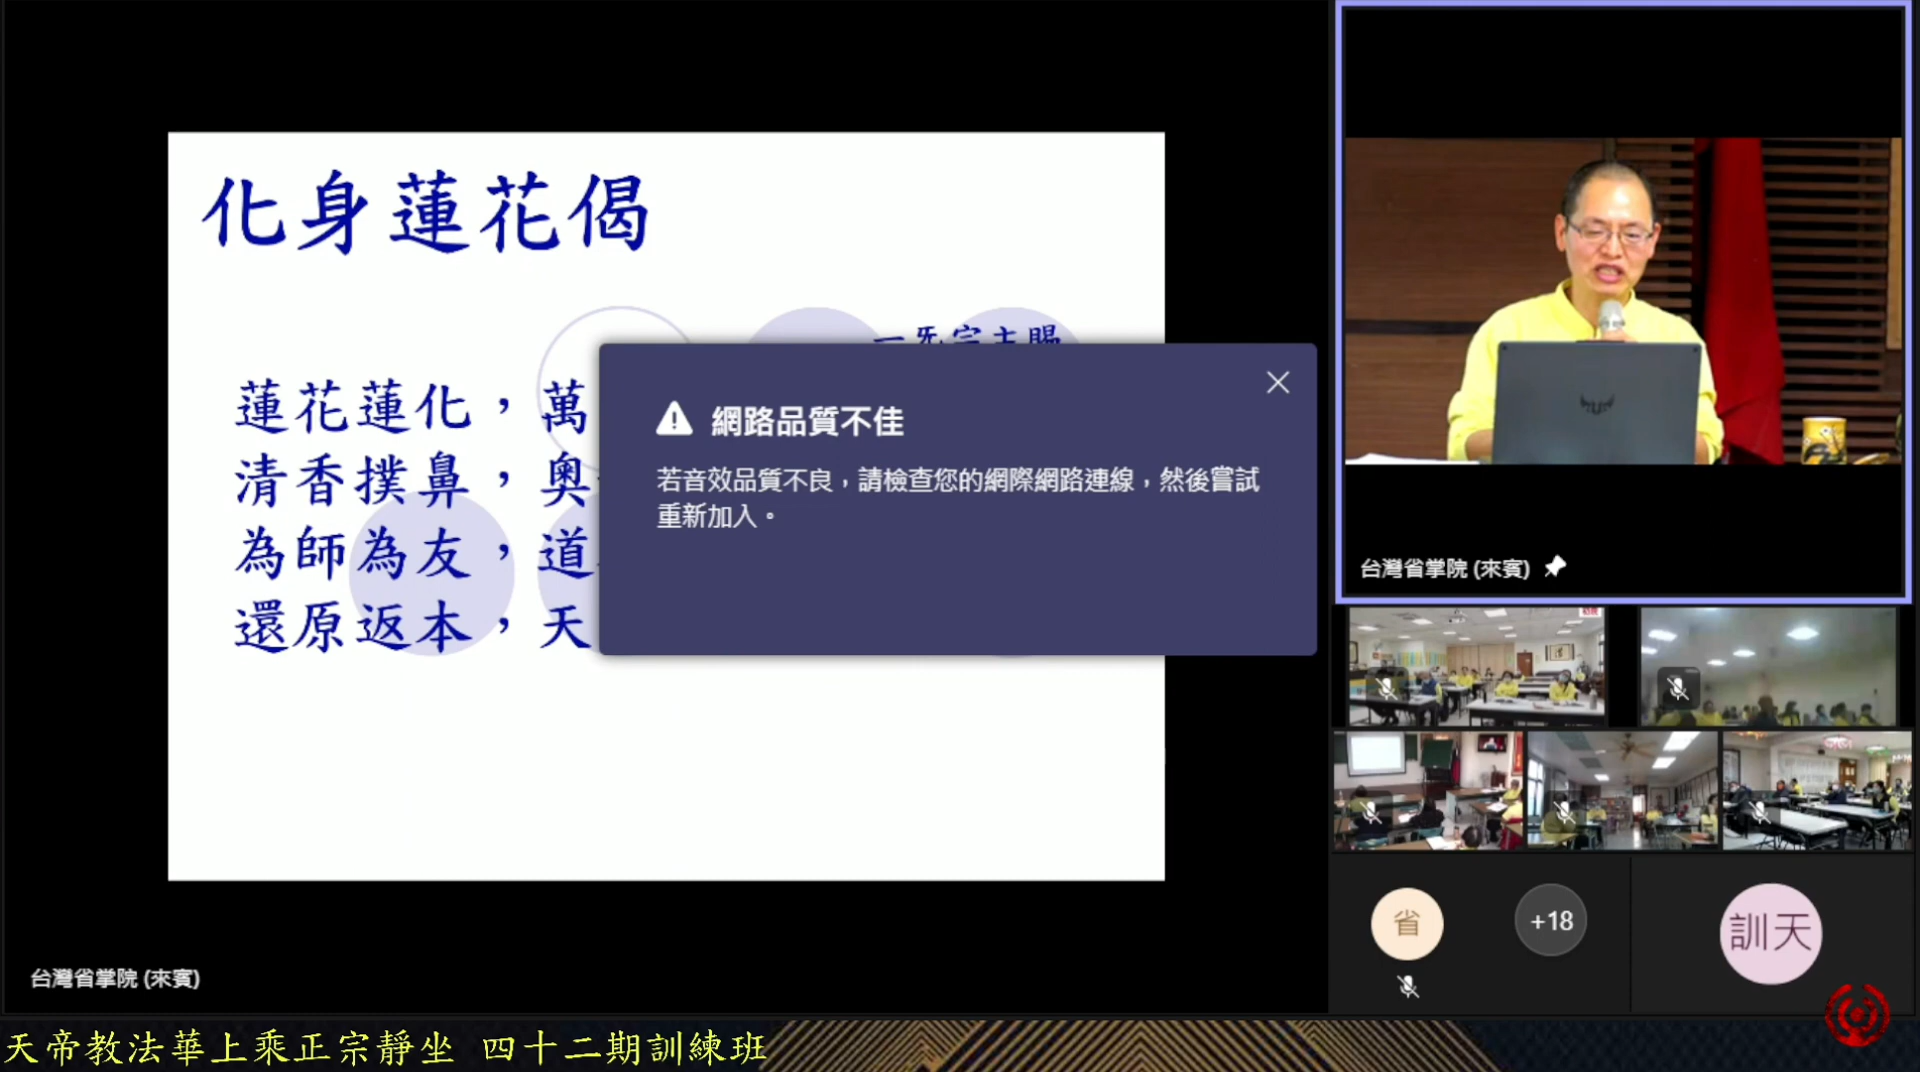 化身蓮花偈
蓮花蓮化，萬
清香撲鼻，奧
為師為友，道
還原返本，天
網路品質不佳
若音效品質不良，請檢查您的網際網路連線，然後嘗試
重新加入。
台灣省掌院 (來賓)
台灣省掌院 (來賓)
省
+18
訓天
天帝教法華上乘正宗靜坐 四十二期訓練班